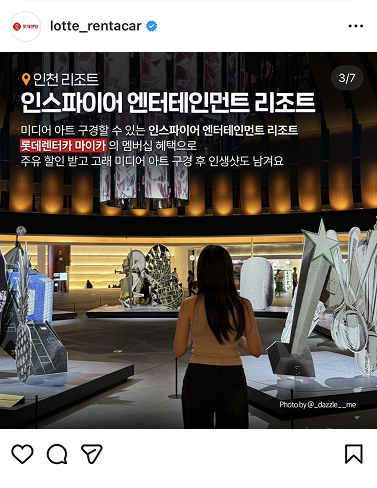 롯데렌탈
lotte_rentacar
인천 리조트
3/7
인스파이어 엔터테인먼트 리조트
미디어 아트 구경할 수 있는 인스파이어 엔터테인먼트 리조트
롯데렌터카 마이카 의 멤버십 혜택으로
주유 할인 받고 고래 미디어 아트 구경 후 인생샷도 남겨요
Photo by @_dazzle__me